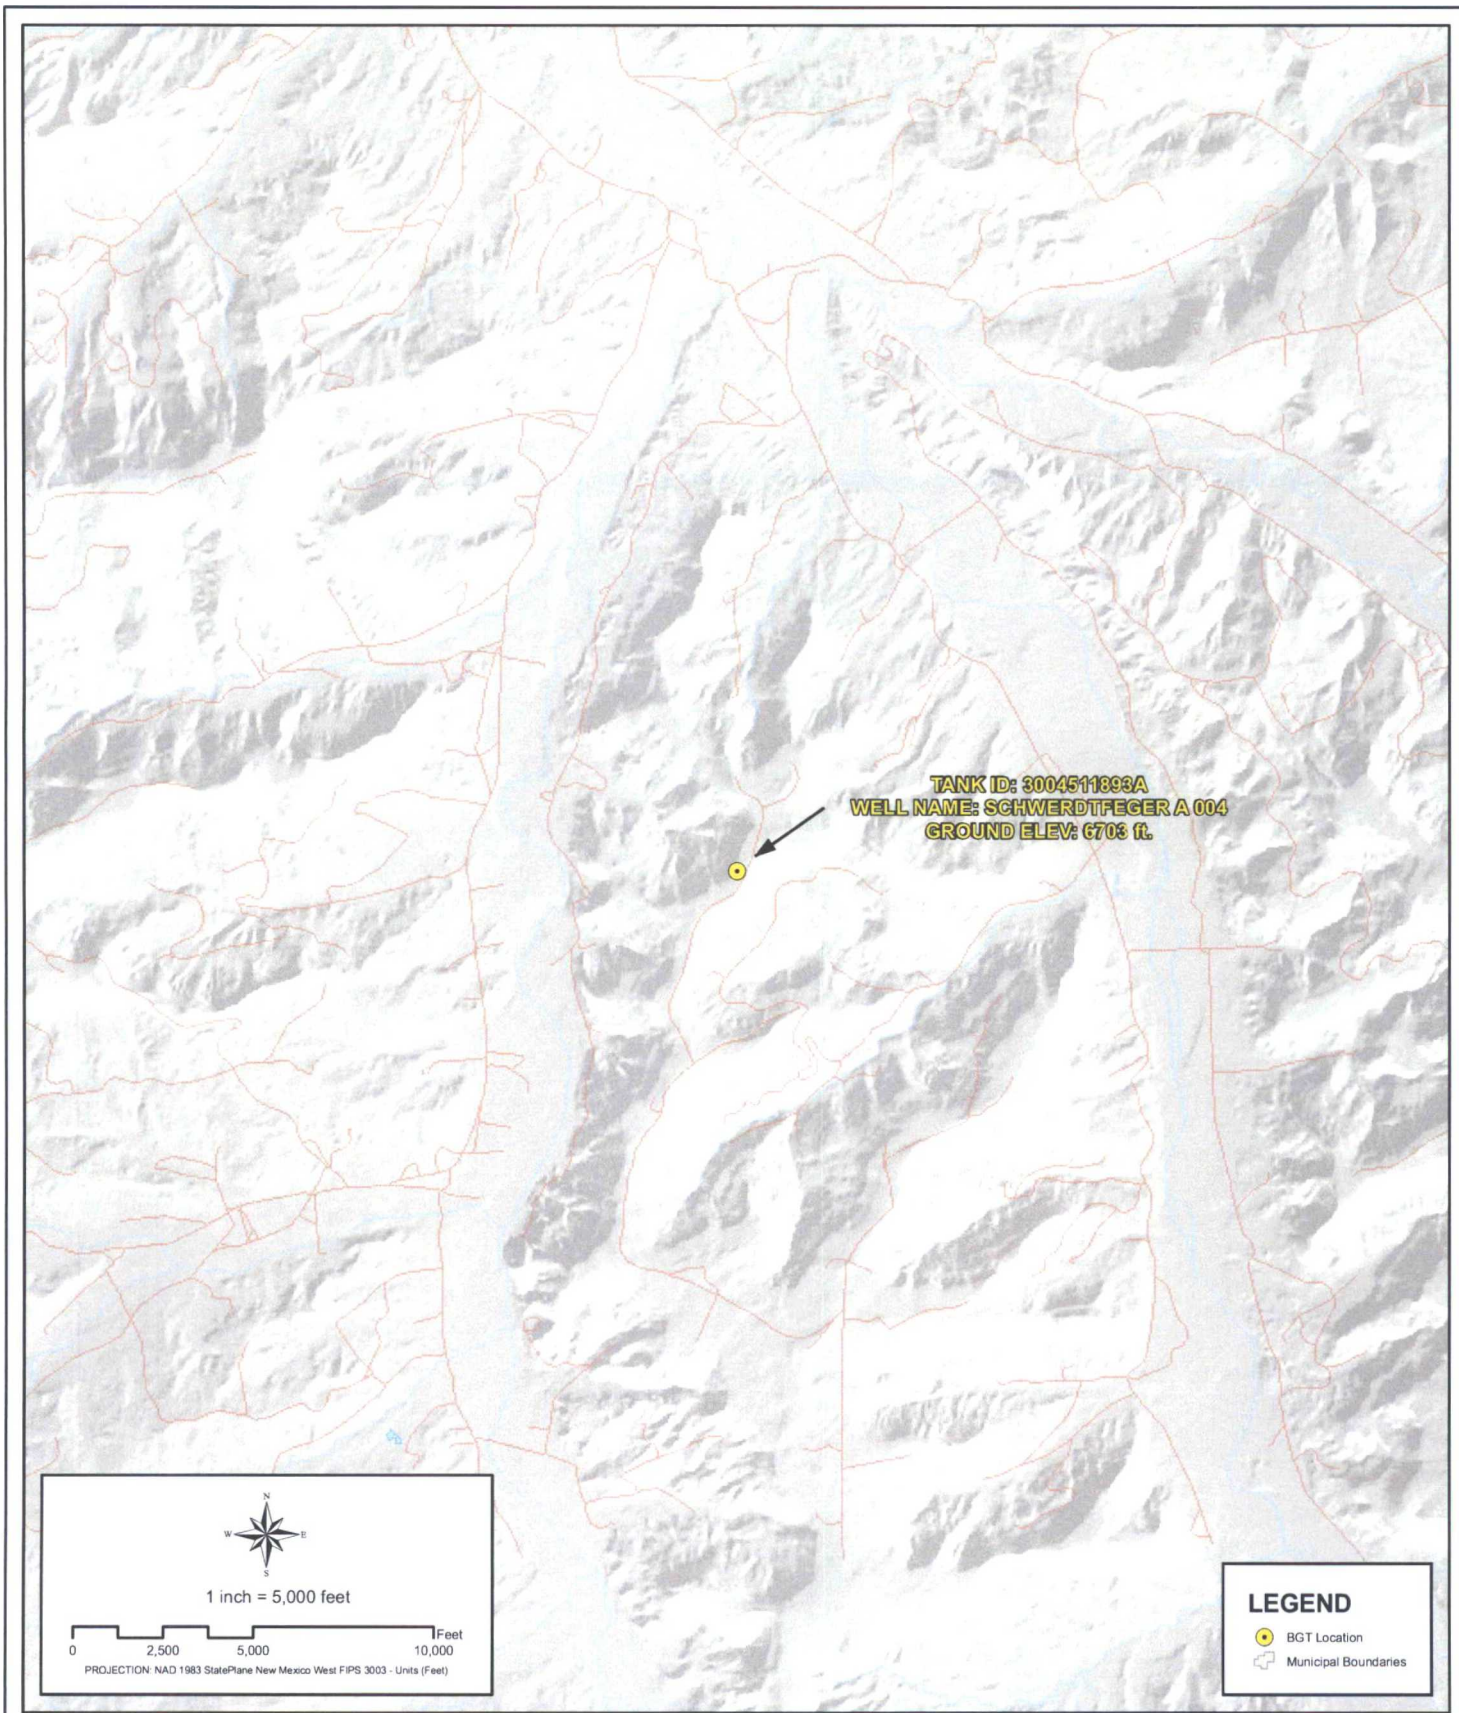 TANK ID: 3004511893A
WELL NAME: SCHWERDTFEGER A 004
GROUND ELEV: 6703 ft.
N
W E
S
1 inch = 5,000 feet
Feet
0 2,500 5,000 10,000
PROJECTION: NAD 1983 StatePlane New Mexico West FIPS 3003 - Units (Feet)
LEGEND
BGT Location
Municipal Boundaries